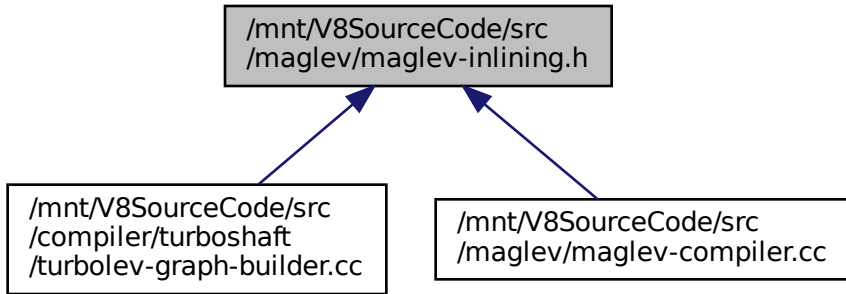 /mnt/V8SourceCode/src
/maglev/maglev-inlining.h
/mnt/V8SourceCode/src
/compiler/turboshaft
/turbolev-graph-builder.cc
/mnt/V8SourceCode/src
/maglev/maglev-compiler.cc